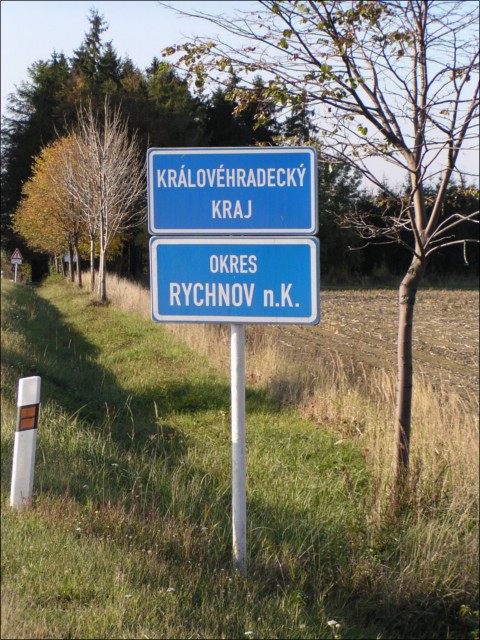 KRÁLOVÉHRADECKÝ
KRAJ
OKRES
RYCHNOV n.K.